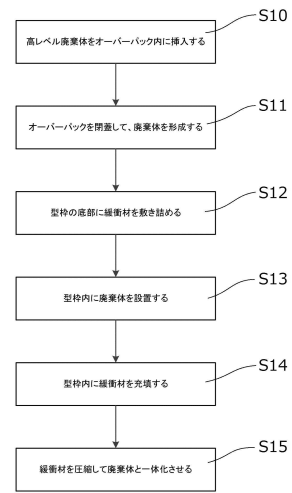 S10
高レベル廃棄体をオーバーパック内に挿入する
S11
オーバーパックを閉蓋して、廃棄体を形成する
S12
型枠の底部に緩衝材を敷き詰める
S13
型枠内に廃棄体を設置する
S14
型枠内に緩衝材を充填する
S15
緩衝材を圧縮して廃棄体と一体化させる